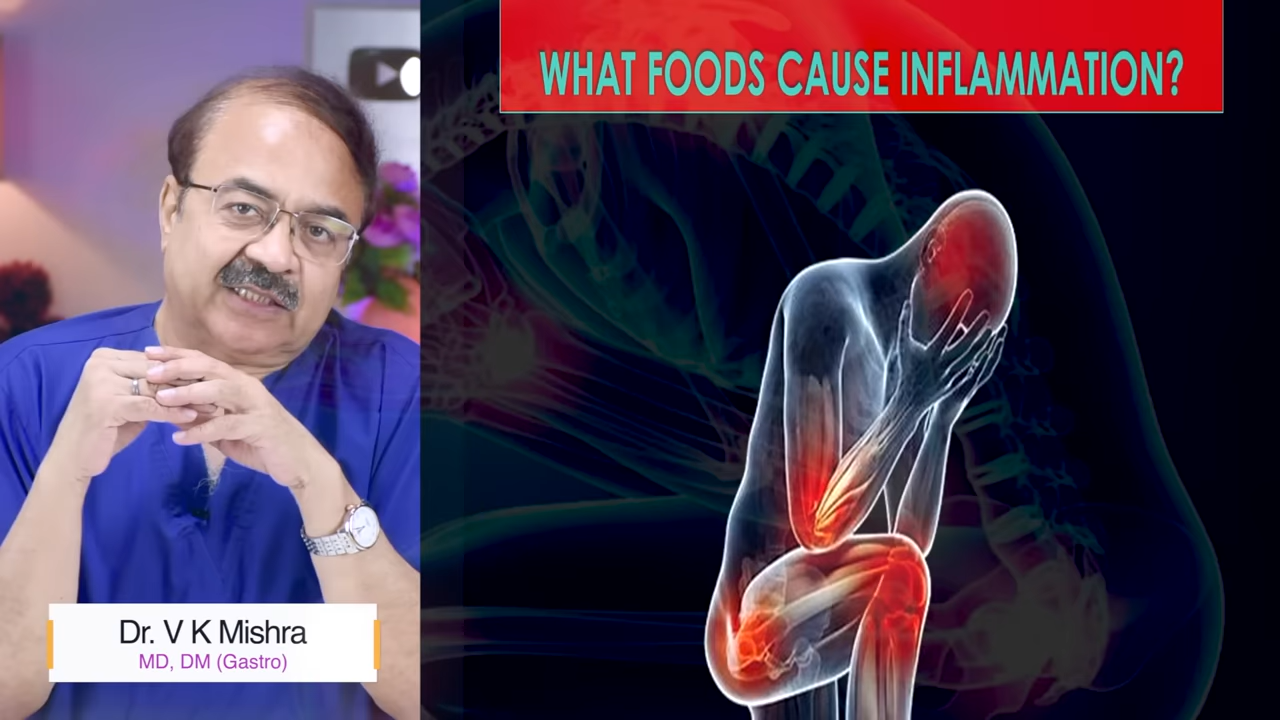 WHAT FOODS CAUSE INFLAMMATION?
Dr. V K Mishra
MD, DM (Gastro)